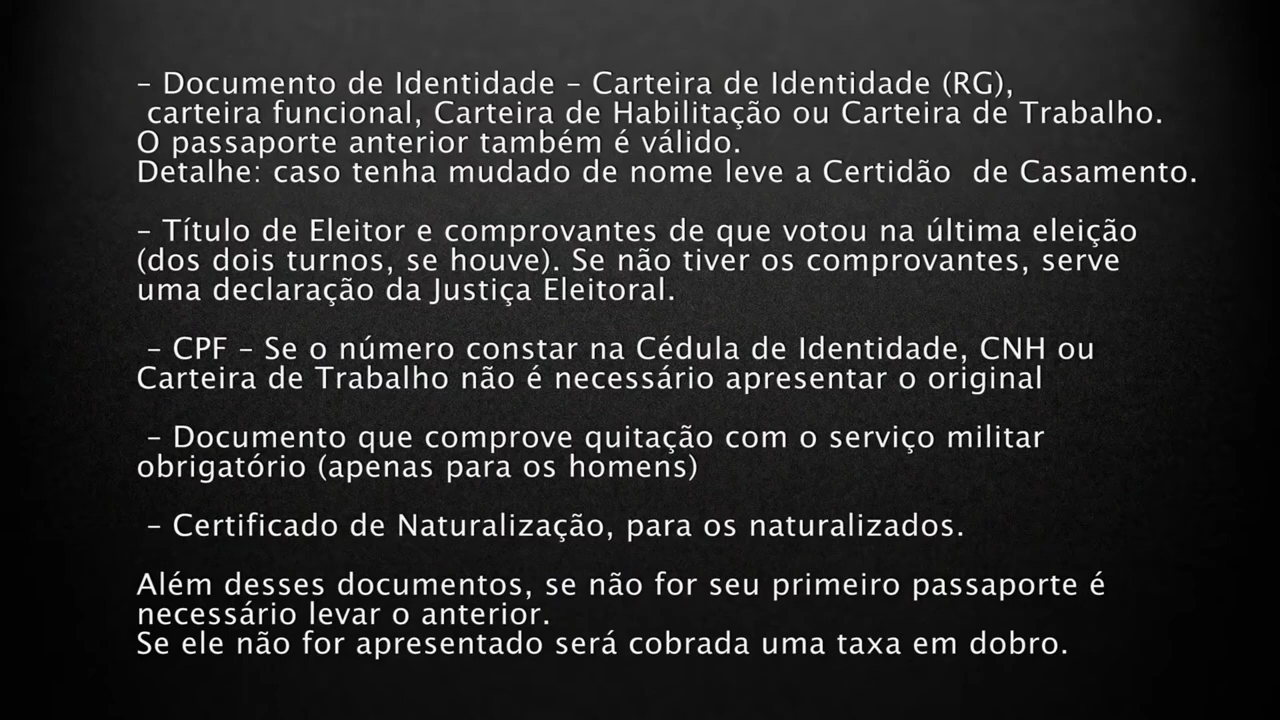 – Documento de Identidade – Carteira de Identidade (RG),
carteira funcional, Carteira de Habilitação ou Carteira de Trabalho.
O passaporte anterior também é válido.
Detalhe: caso tenha mudado de nome leve a Certidão  de Casamento.
– Título de Eleitor e comprovantes de que votou na última eleição
(dos dois turnos, se houve). Se não tiver os comprovantes, serve
uma declaração da Justiça Eleitoral.
– CPF – Se o número constar na Cédula de Identidade, CNH ou
Carteira de Trabalho não é necessário apresentar o original
– Documento que comprove quitação com o serviço militar
obrigatório (apenas para os homens)
– Certificado de Naturalização, para os naturalizados.
Além desses documentos, se não for seu primeiro passaporte é
necessário levar o anterior.
Se ele não for apresentado será cobrada uma taxa em dobro.